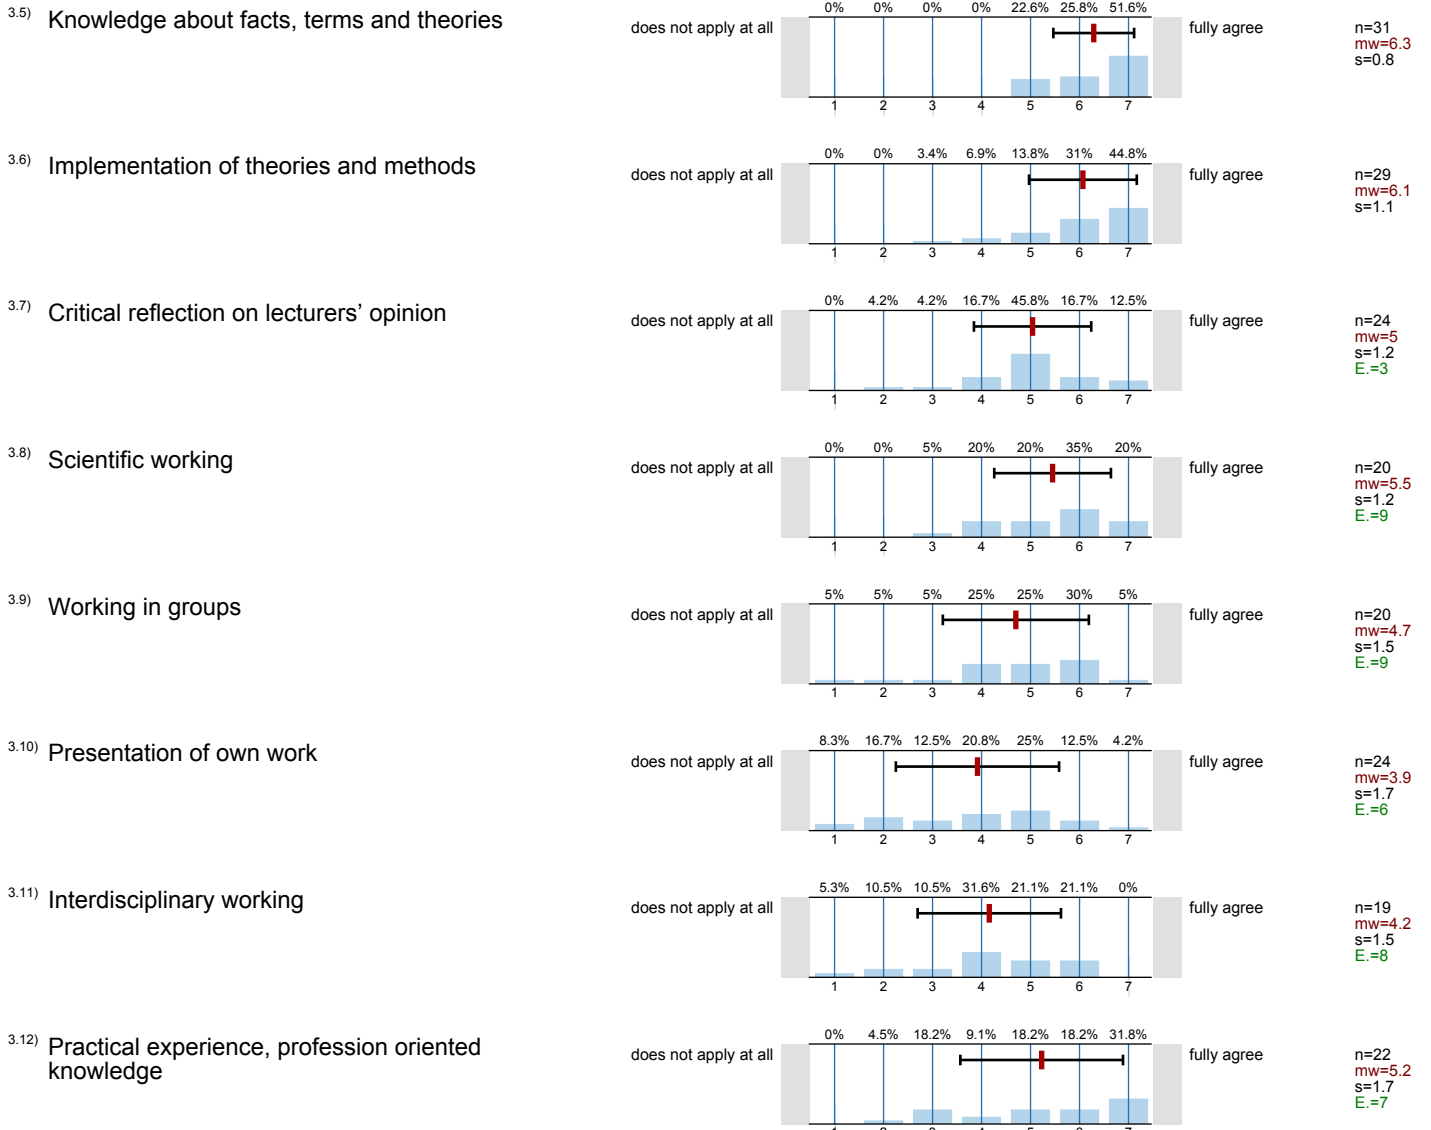 3.5) Knowledge about facts, terms and theories
0% 0% 0% 0% 22.6% 25.8% 51.6%
does not apply at all fully agree
n=31
mw=6.3
s=0.8
1 2 3 4 5 6 7
3.6) Implementation of theories and methods
0% 0% 3.4% 6.9% 13.8% 31% 44.8%
does not apply at all fully agree
n=29
mw=6.1
s=1.1
1 2 3 4 5 6 7
3.7) Critical reflection on lecturers’ opinion
0% 4.2% 4.2% 16.7% 45.8% 16.7% 12.5%
does not apply at all fully agree
n=24
mw=5
s=1.2
E.=3
1 2 3 4 5 6 7
3.8) Scientific working
0% 0% 5% 20% 20% 35% 20%
does not apply at all fully agree
n=20
mw=5.5
s=1.2
E.=9
1 2 3 4 5 6 7
3.9) Working in groups
5% 5% 5% 25% 25% 30% 5%
does not apply at all fully agree
n=20
mw=4.7
s=1.5
E.=9
1 2 3 4 5 6 7
3.10) Presentation of own work
8.3% 16.7% 12.5% 20.8% 25% 12.5% 4.2%
does not apply at all fully agree
n=24
mw=3.9
s=1.7
E.=6
1 2 3 4 5 6 7
3.11) Interdisciplinary working
5.3% 10.5% 10.5% 31.6% 21.1% 21.1% 0%
does not apply at all fully agree
n=19
mw=4.2
s=1.5
E.=8
1 2 3 4 5 6 7
3.12) Practical experience, profession oriented
knowledge
0% 4.5% 18.2% 9.1% 18.2% 18.2% 31.8%
does not apply at all fully agree
n=22
mw=5.2
s=1.7
E.=7